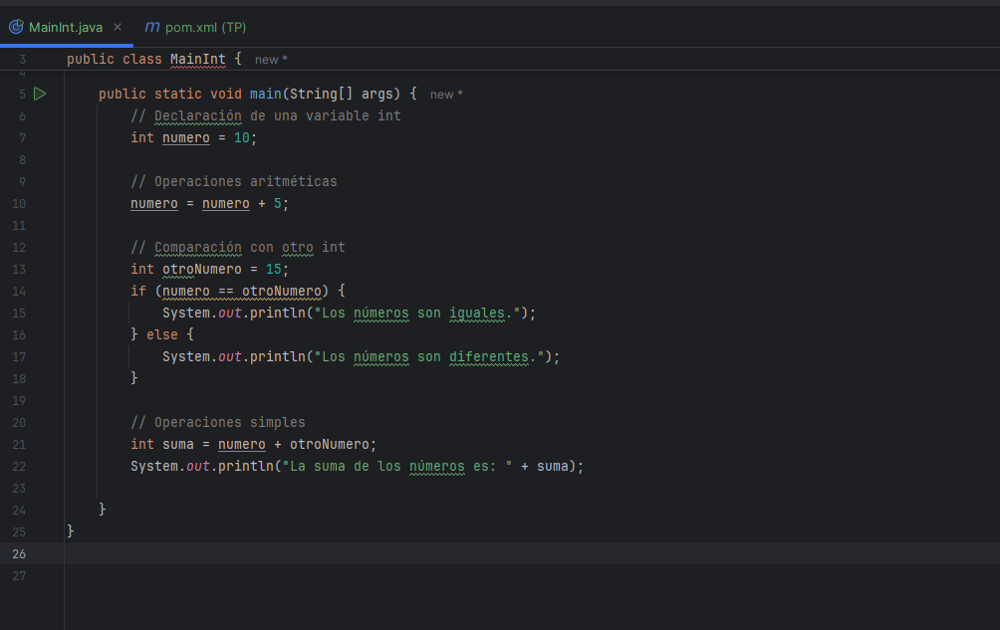 MainInt.java × m pom.xml (TP)
3 public class MainInt { new *
4
5 public static void main(String[] args) { new *
6 // Declaración de una variable int
7 int numero = 10;
8
9 // Operaciones aritméticas
10 numero = numero + 5;
11
12 // Comparación con otro int
13 int otroNumero = 15;
14 if (numero == otroNumero) {
15 System.out.println("Los números son iguales.");
16 } else {
17 System.out.println("Los números son diferentes.");
18 }
19
20 // Operaciones simples
21 int suma = numero + otroNumero;
22 System.out.println("La suma de los números es: " + suma);
23
24 }
25 }
26
27